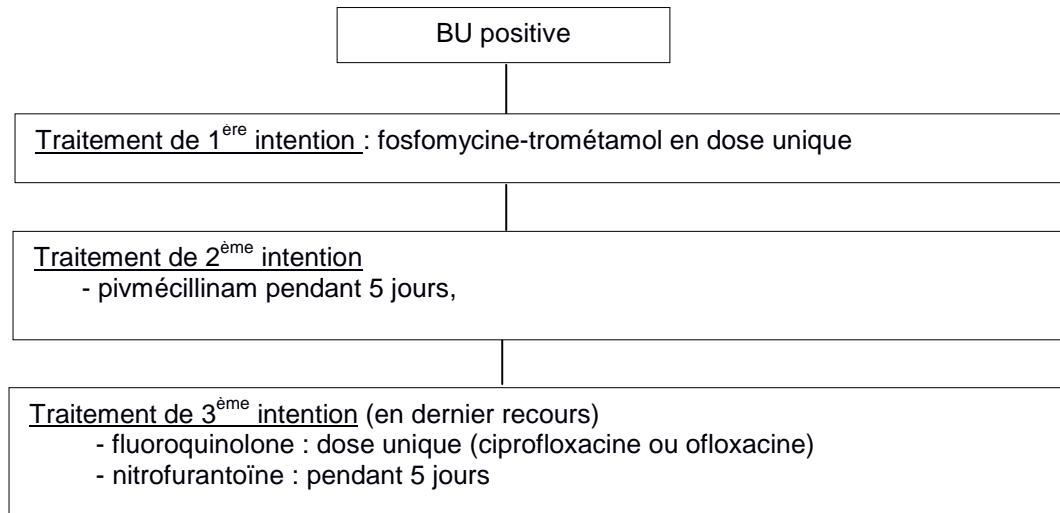 BU positive
Traitement de 1ère intention : fosfomycine-trométamol en dose unique
Traitement de 2ème intention
- pivmécillinam pendant 5 jours,
Traitement de 3ème intention (en dernier recours)
- fluoroquinolone : dose unique (ciprofloxacine ou ofloxacine)
- nitrofurantoïne : pendant 5 jours